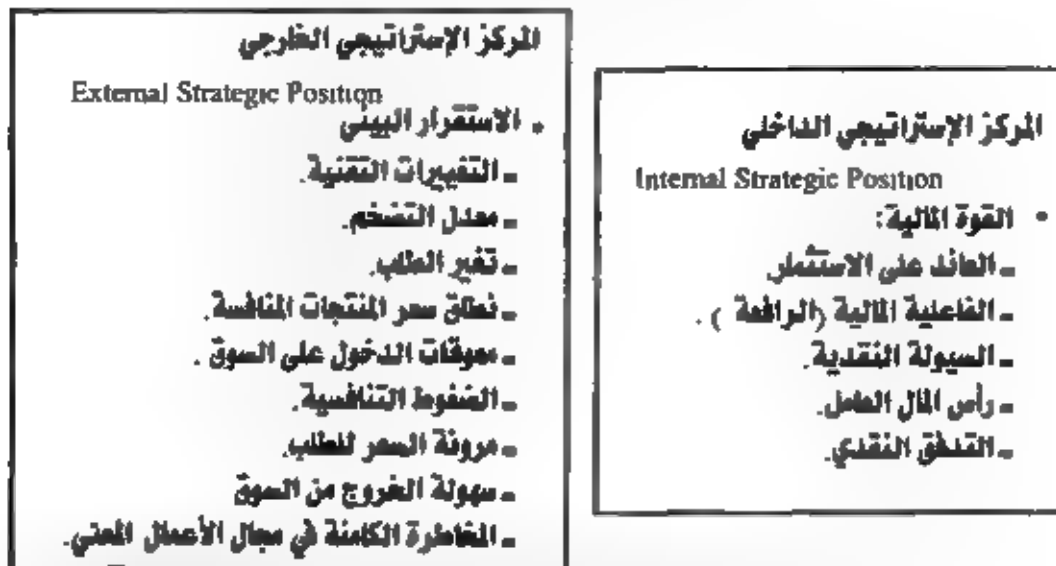 المركز الإستراتيجي الداخلي
Internal Strategic Position
• القوة المالية:
ـ العائد على الاستثمار.
ـ الفاعلية المالية (الرافعة).
ـ السيولة النقدية.
ـ رأس المال العامل.
ـ التدفق النقدي.
المركز الإستراتيجي الخارجي
External Strategic Position
• الاستقرار البيئي
ـ التغييرات التقنية.
ـ معدل التضخم.
ـ تغير الطلب.
ـ نطاق سعر المنتجات المنافسة.
ـ معوقات الدخول على السوق.
ـ الضغوط التنافسية.
ـ مرونة السعر للطلب.
ـ سهولة الخروج من السوق
ـ المخاطرة الكامنة في مجال الأعمال المعني.